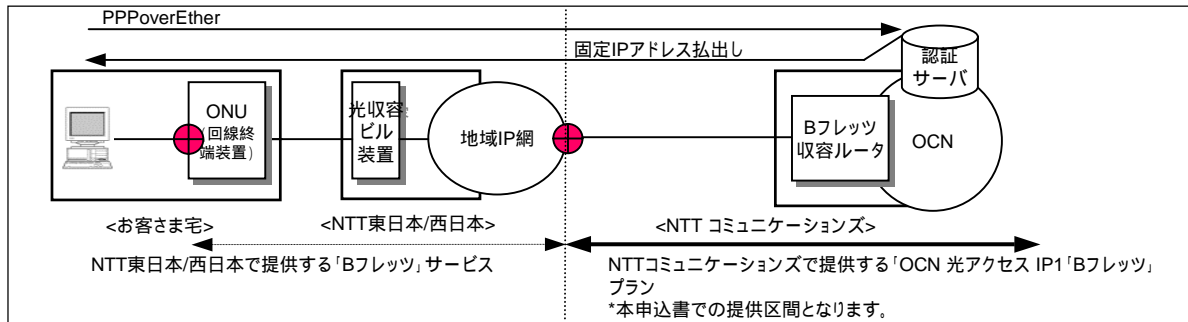 PPPoverEther
固定IPアドレス払出し
認証
サーバ
ONU
(回線終
端装置)
光収容
ビル
装置
地域IP網
Bフレッツ
収容ルータ
OCN
<お客さま宅>
<NTT東日本/西日本>
<NTT コミュニケーションズ>
NTT東日本/西日本で提供する「Bフレッツ」サービス
NTTコミュニケーションズで提供する「OCN 光アクセス IP1「Bフレッツ」
プラン
*本申込書での提供区間となります。